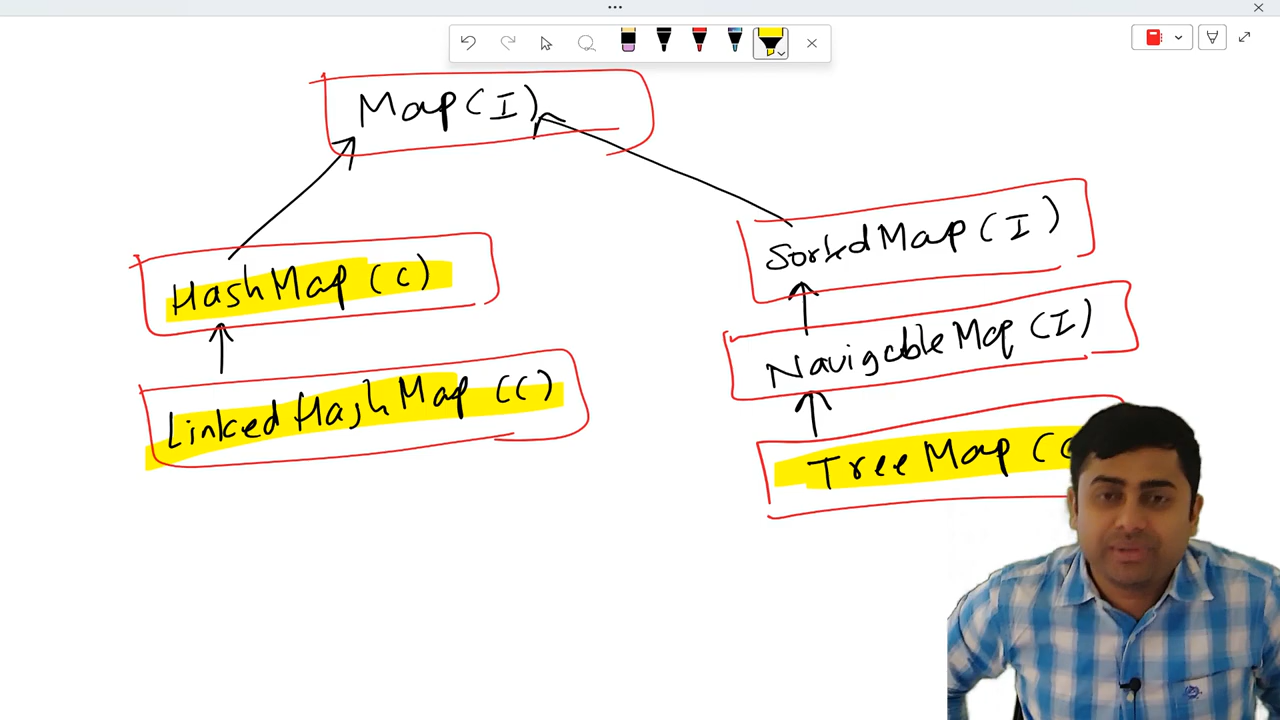 Map (I)
HashMap (C)
LinkedHashMap (C)
SortedMap (I)
NavigableMap (I)
TreeMap (C